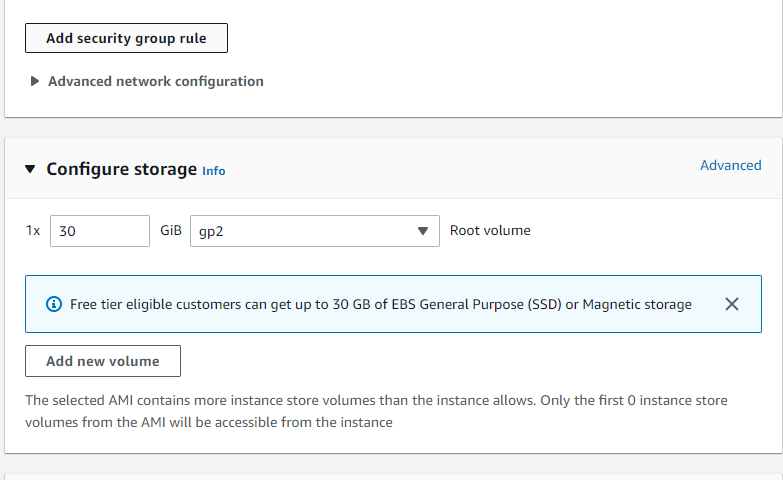 Add security group rule
Advanced network configuration
Configure storage Info
Advanced
1x 30 GiB gp2 Root volume
Free tier eligible customers can get up to 30 GB of EBS General Purpose (SSD) or Magnetic storage
Add new volume
The selected AMI contains more instance store volumes than the instance allows. Only the first 0 instance store
volumes from the AMI will be accessible from the instance